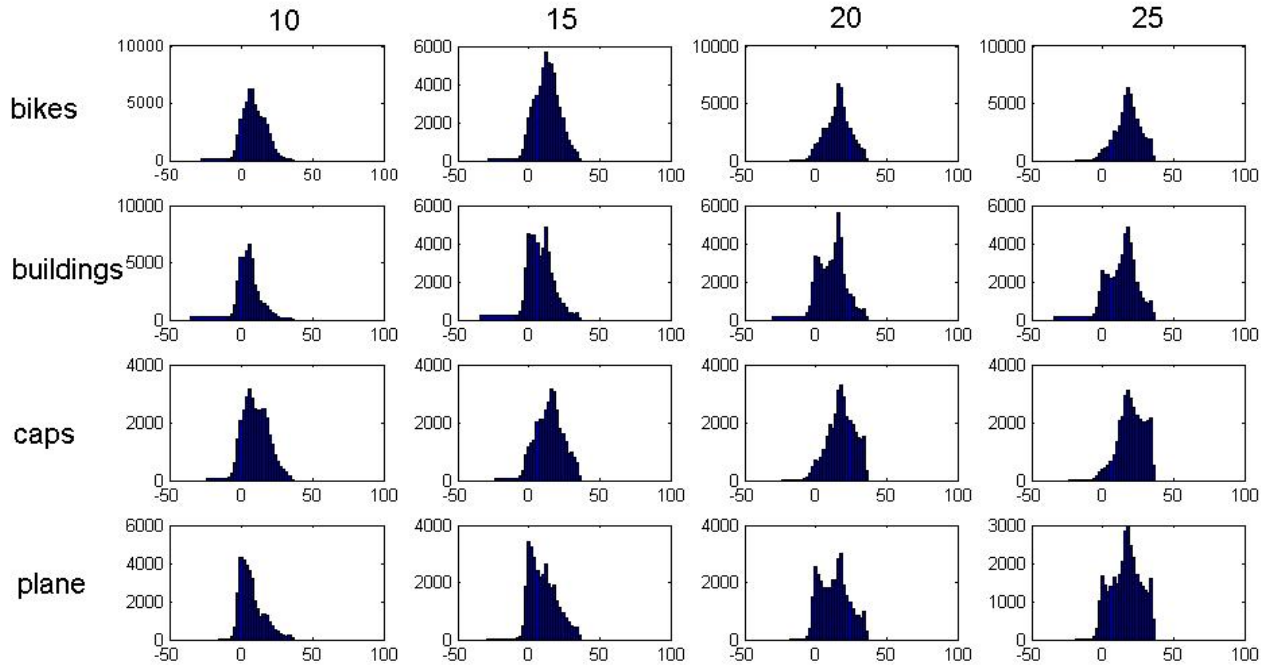 10 15 20 25
bikes
10000 6000 10000 10000
5000 4000 5000 5000
2000
0 0 0 0
-50 0 50 100 -50 0 50 100 -50 0 50 100 -50 0 50 100
buildings
10000 6000 6000 6000
5000 4000 4000 4000
2000 2000 2000
0 0 0 0
-50 0 50 100 -50 0 50 100 -50 0 50 100 -50 0 50 100
caps
4000 4000 4000 4000
2000 2000 2000 2000
0 0 0 0
-50 0 50 100 -50 0 50 100 -50 0 50 100 -50 0 50 100
plane
6000 4000 4000 3000
4000 2000 2000 2000
2000 1000
0 0 0 0
-50 0 50 100 -50 0 50 100 -50 0 50 100 -50 0 50 100